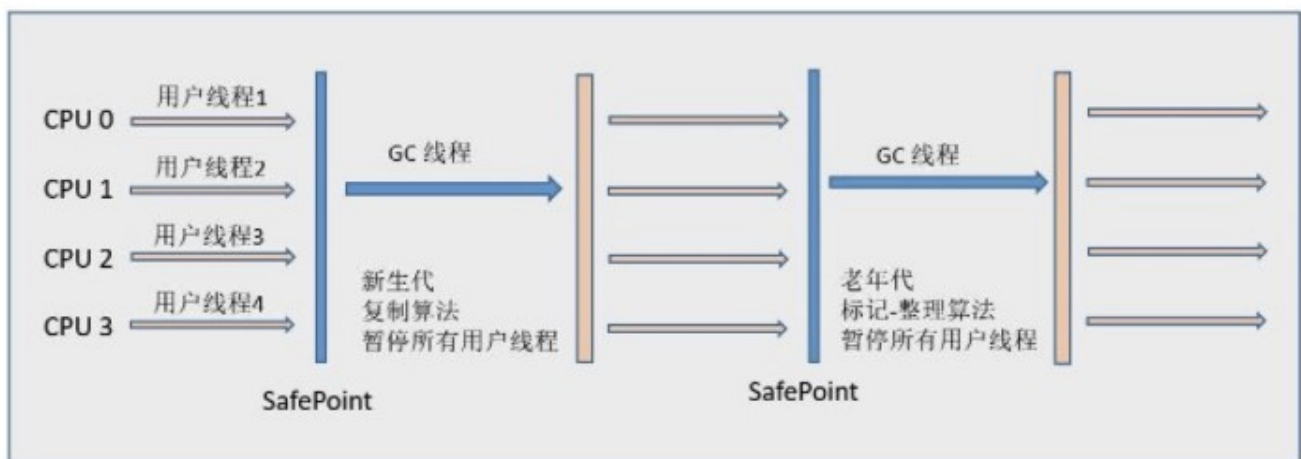 CPU 0
用户线程1
CPU 1
用户线程2
CPU 2
用户线程3
CPU 3
用户线程4
SafePoint
GC 线程
新生代
复制算法
暂停所有用户线程
SafePoint
GC 线程
老年代
标记-整理算法
暂停所有用户线程